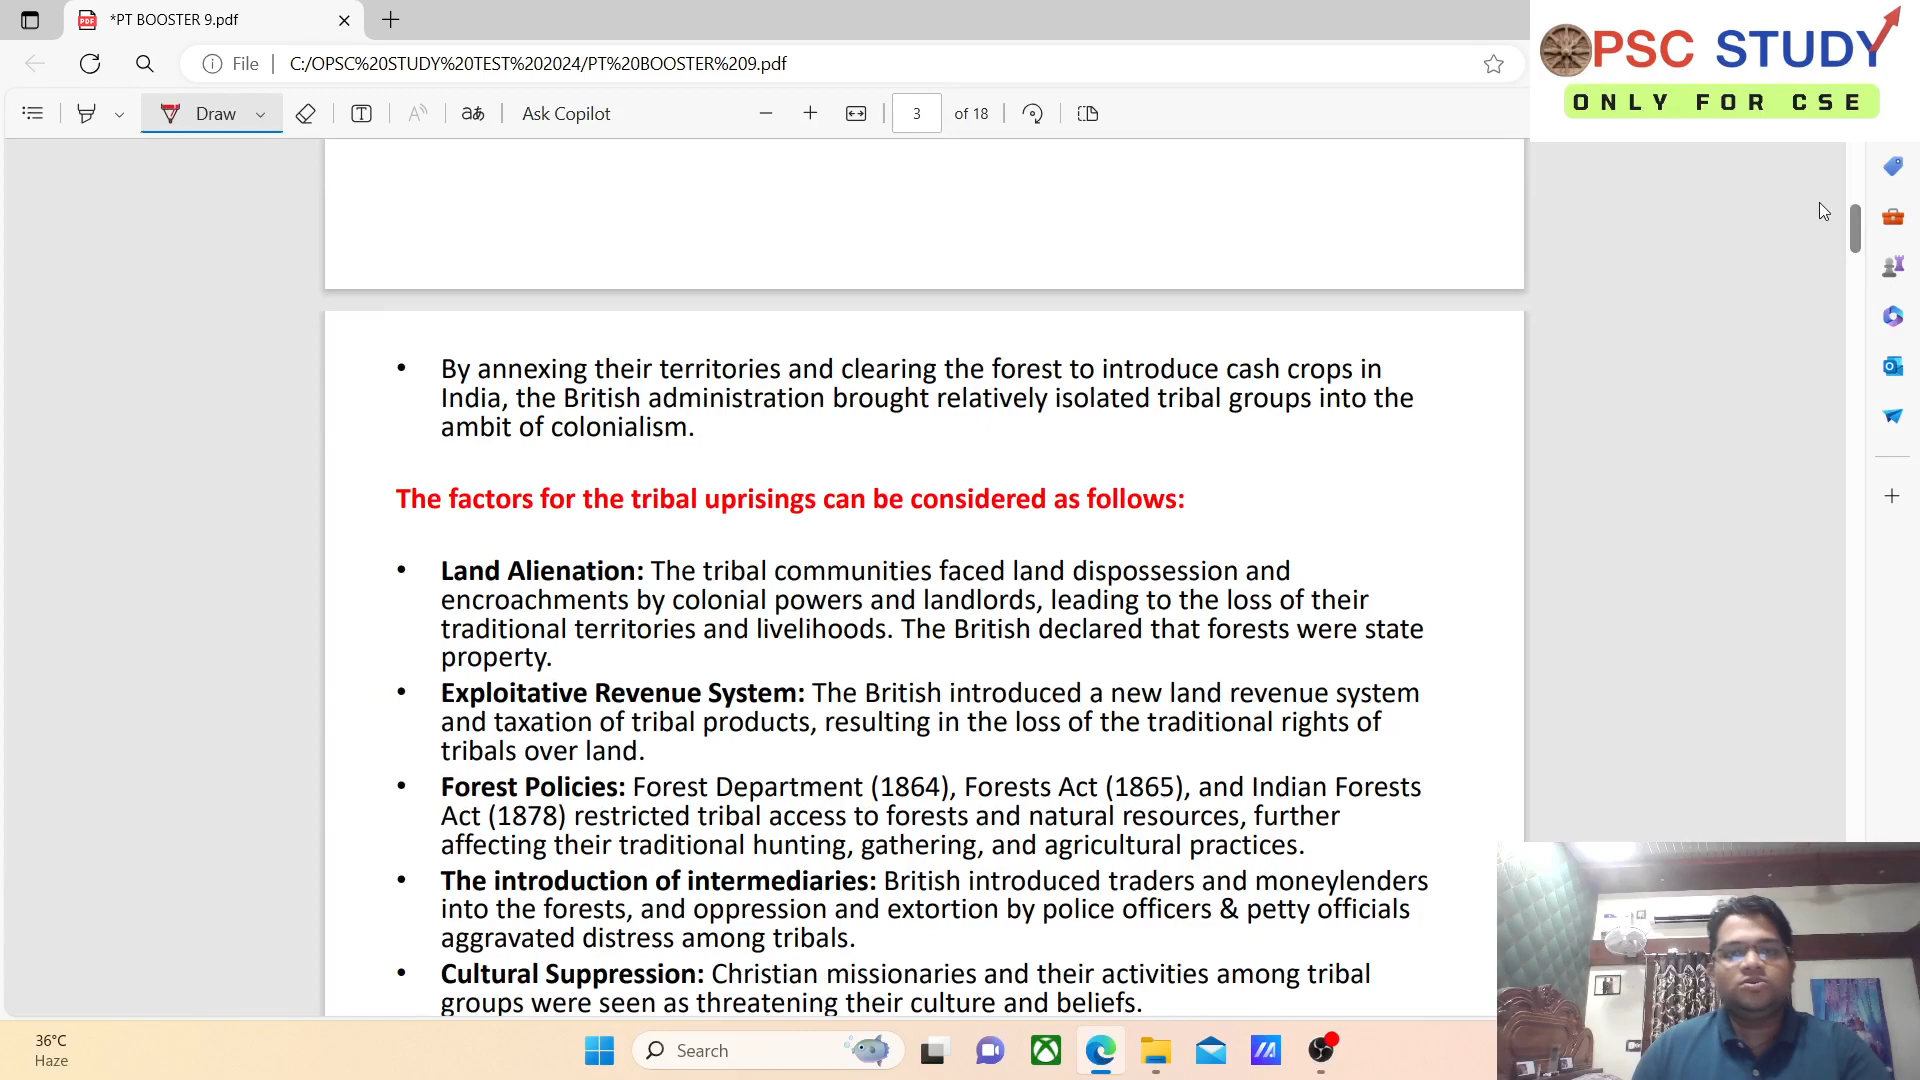 *PT BOOSTER 9.pdf
File
C:/OPSC%20STUDY%20TEST%202024/PT%20BOOSTER%209.pdf
PSC STUDY
ONLY FOR CSE
Draw
Ask Copilot
3 of 18
• By annexing their territories and clearing the forest to introduce cash crops in
India, the British administration brought relatively isolated tribal groups into the
ambit of colonialism.
The factors for the tribal uprisings can be considered as follows:
• Land Alienation: The tribal communities faced land dispossession and
encroachments by colonial powers and landlords, leading to the loss of their
traditional territories and livelihoods. The British declared that forests were state
property.
• Exploitative Revenue System: The British introduced a new land revenue system
and taxation of tribal products, resulting in the loss of the traditional rights of
tribals over land.
• Forest Policies: Forest Department (1864), Forests Act (1865), and Indian Forests
Act (1878) restricted tribal access to forests and natural resources, further
affecting their traditional hunting, gathering, and agricultural practices.
• The introduction of intermediaries: British introduced traders and moneylenders
into the forests, and oppression and extortion by police officers & petty officials
aggravated distress among tribals.
• Cultural Suppression: Christian missionaries and their activities among tribal
groups were seen as threatening their culture and beliefs.
36°C
Haze
Search